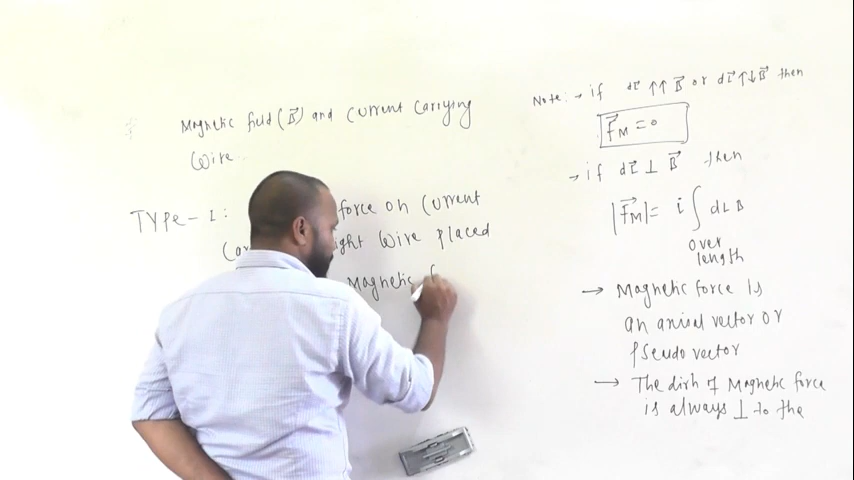 Magnetic field (B⃗) and current carrying
wire
TYPE-I: force on current
ght wire placed
Magnetic f
Note: → if dL⃗ ↑↑ B⃗ or dL⃗ ↑↓ B⃗ then
F⃗M = 0
→ if dL⃗ ⊥ B⃗ then
|F⃗M| = i ∫ dL B
over
length
→ Magnetic force is
an axial vector or
Pseudo vector
→ The dirn of Magnetic force
is always ⊥ to the